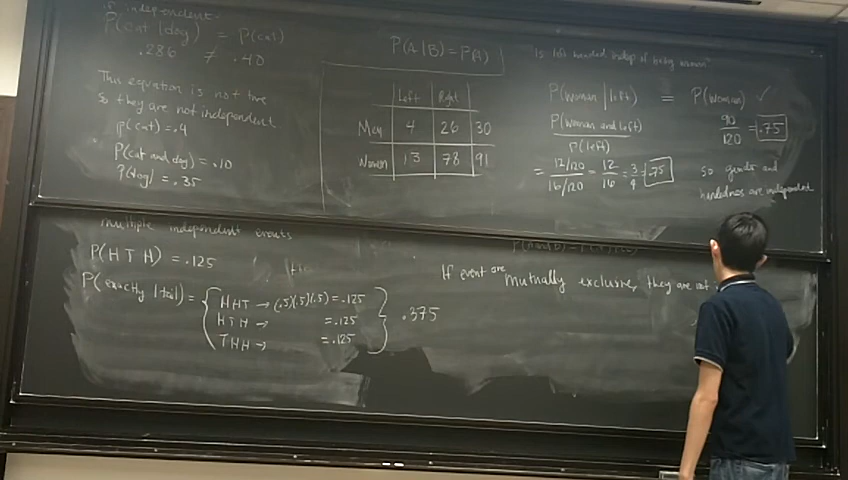 if independent:
P(cat | dog) = P(cat)
.286 ≠ .40
This equation is not true
so they are not independent
P(cat) = .4
P(cat and dog) = .10
P(dog) = .35
P(A|B) = P(A)
Left Right
Men 4 26 30
Women 13 78 91
Is left handed indep of being woman
P(woman | left) = P(woman) ✓
P(woman and left)
P(left)
90
120 = .75
= 12/120
16/120 = 12
16 = 3
4 = .75
so gender and
handedness are independent
multiple independent events
P(H T H) = .125
P(exactly 1 tail) =
HHT → (.5)(.5)(.5) = .125
HTH → = .125
THH → = .125
.375
If event are mutually exclusive, they are not